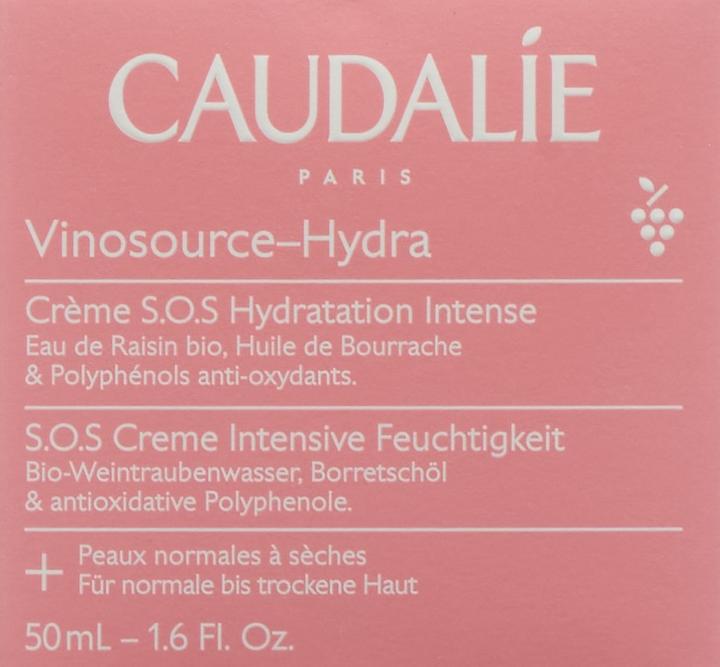 CAUDALÍE
PARIS
Vinosource–Hydra
Crème S.O.S Hydratation Intense
Eau de Raisin bio, Huile de Bourrache
& Polyphénols anti-oxydants.
S.O.S Creme Intensive Feuchtigkeit
Bio-Weintraubenwasser, Borretschöl
& antioxidative Polyphenole.
+ Peaux normales à sèches
Für normale bis trockene Haut
50mL – 1.6 Fl. Oz.